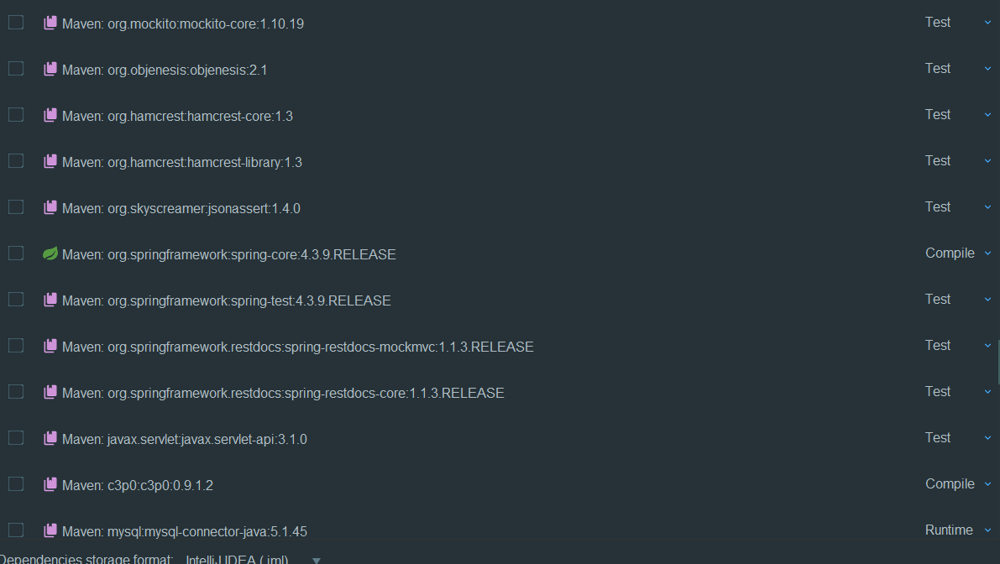 Maven: org.mockito:mockito-core:1.10.19 Test
Maven: org.objenesis:objenesis:2.1 Test
Maven: org.hamcrest:hamcrest-core:1.3 Test
Maven: org.hamcrest:hamcrest-library:1.3 Test
Maven: org.skyscreamer:jsonassert:1.4.0 Test
Maven: org.springframework:spring-core:4.3.9.RELEASE Compile
Maven: org.springframework:spring-test:4.3.9.RELEASE Test
Maven: org.springframework.restdocs:spring-restdocs-mockmvc:1.1.3.RELEASE Test
Maven: org.springframework.restdocs:spring-restdocs-core:1.1.3.RELEASE Test
Maven: javax.servlet:javax.servlet-api:3.1.0 Test
Maven: c3p0:c3p0:0.9.1.2 Compile
Maven: mysql:mysql-connector-java:5.1.45 Runtime
Dependencies storage format: IntelliJ IDEA (.iml)